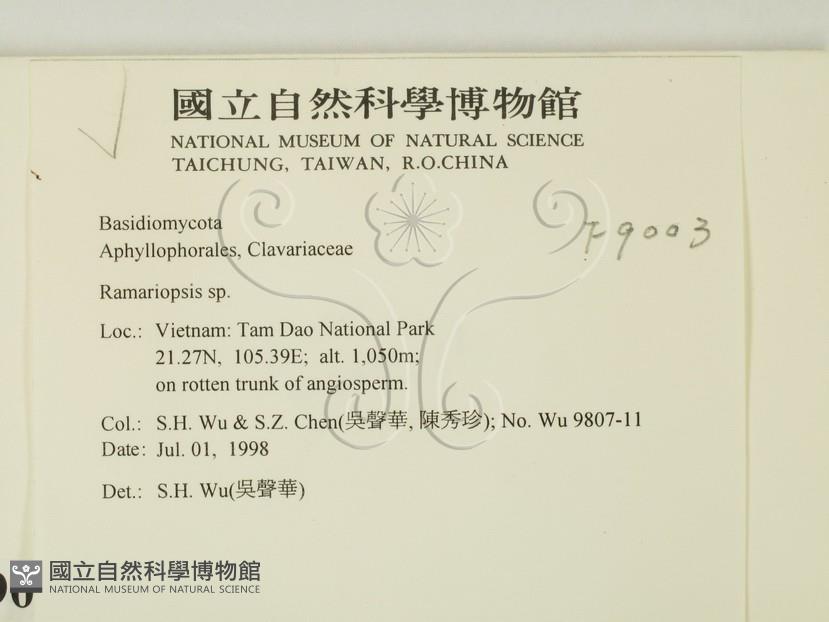 國立自然科學博物館
NATIONAL MUSEUM OF NATURAL SCIENCE
TAICHUNG, TAIWAN, R.O.CHINA
Basidiomycota
Aphyllophorales, Clavariaceae
F9003
Ramariopsis sp.
Loc.: Vietnam: Tam Dao National Park
21.27N, 105.39E; alt. 1,050m;
on rotten trunk of angiosperm.
Col.: S.H. Wu & S.Z. Chen(吳聲華, 陳秀珍); No. Wu 9807-11
Date: Jul. 01, 1998
Det.: S.H. Wu(吳聲華)
國立自然科學博物館
NATIONAL MUSEUM OF NATURAL SCIENCE